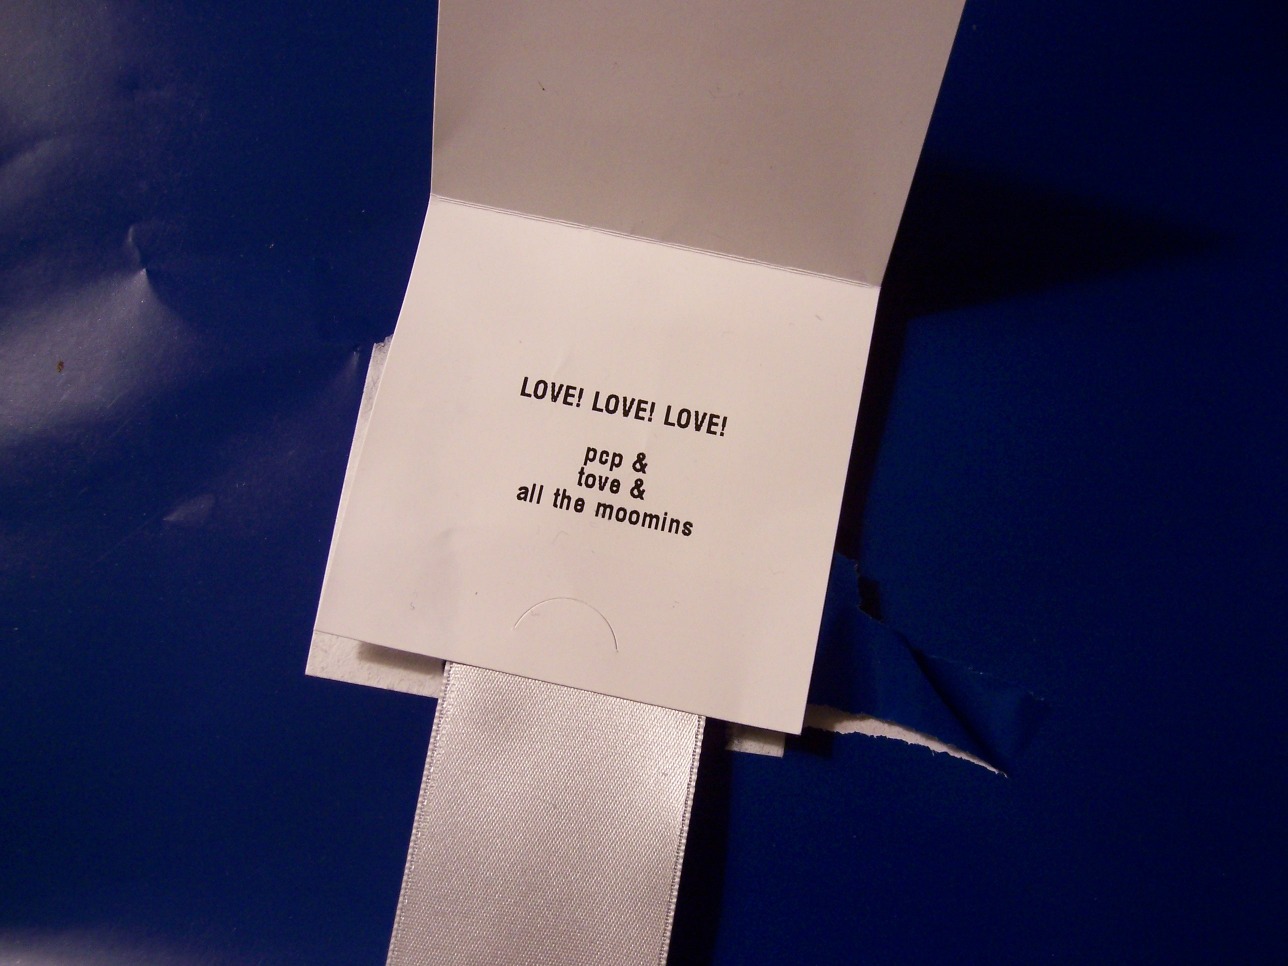 LOVE! LOVE! LOVE!
pcp &
tove &
all the moomins